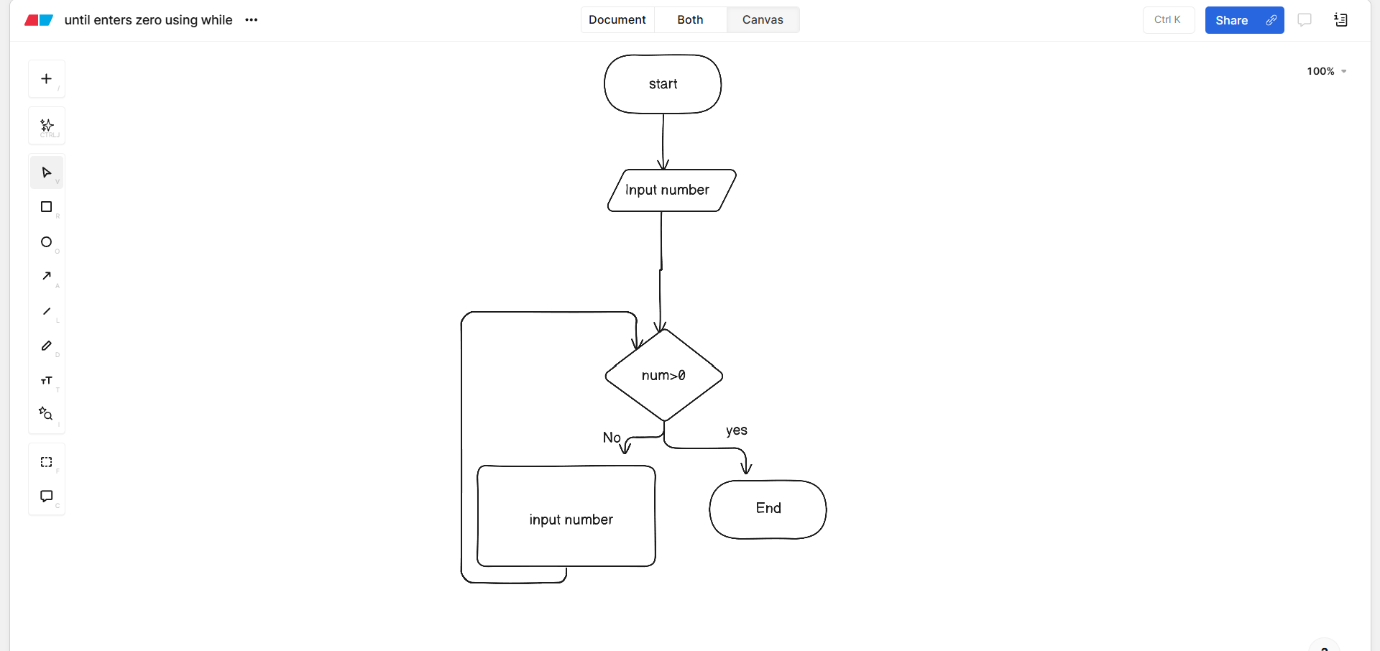 until enters zero using while
Document
Both
Canvas
Ctrl K
Share
100%
start
Input number
num>0
No
yes
input number
End
/
CTRL J
V
R
O
A
L
D
T
F
C